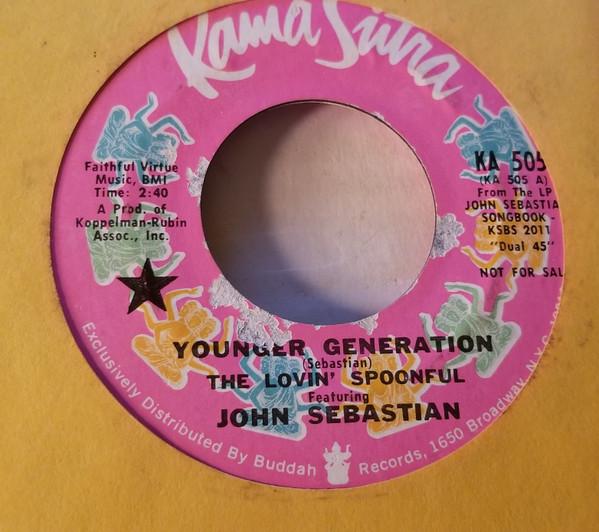 Kama Sutra
Faithful Virtue
Music, BMI
Time: 2:40
A Prod. of
Koppelman-Rubin
Assoc., Inc.
KA 505
(KA 505 A)
From The LP
JOHN SEBASTIA
SONGBOOK -
KSBS 2011
"Dual 45"
NOT FOR SAL
YOUNGER GENERATION
(Sebastian)
THE LOVIN' SPOONFUL
Featuring
JOHN SEBASTIAN
Exclusively Distributed By Buddah Records, 1650 Broadway, N.Y.C.